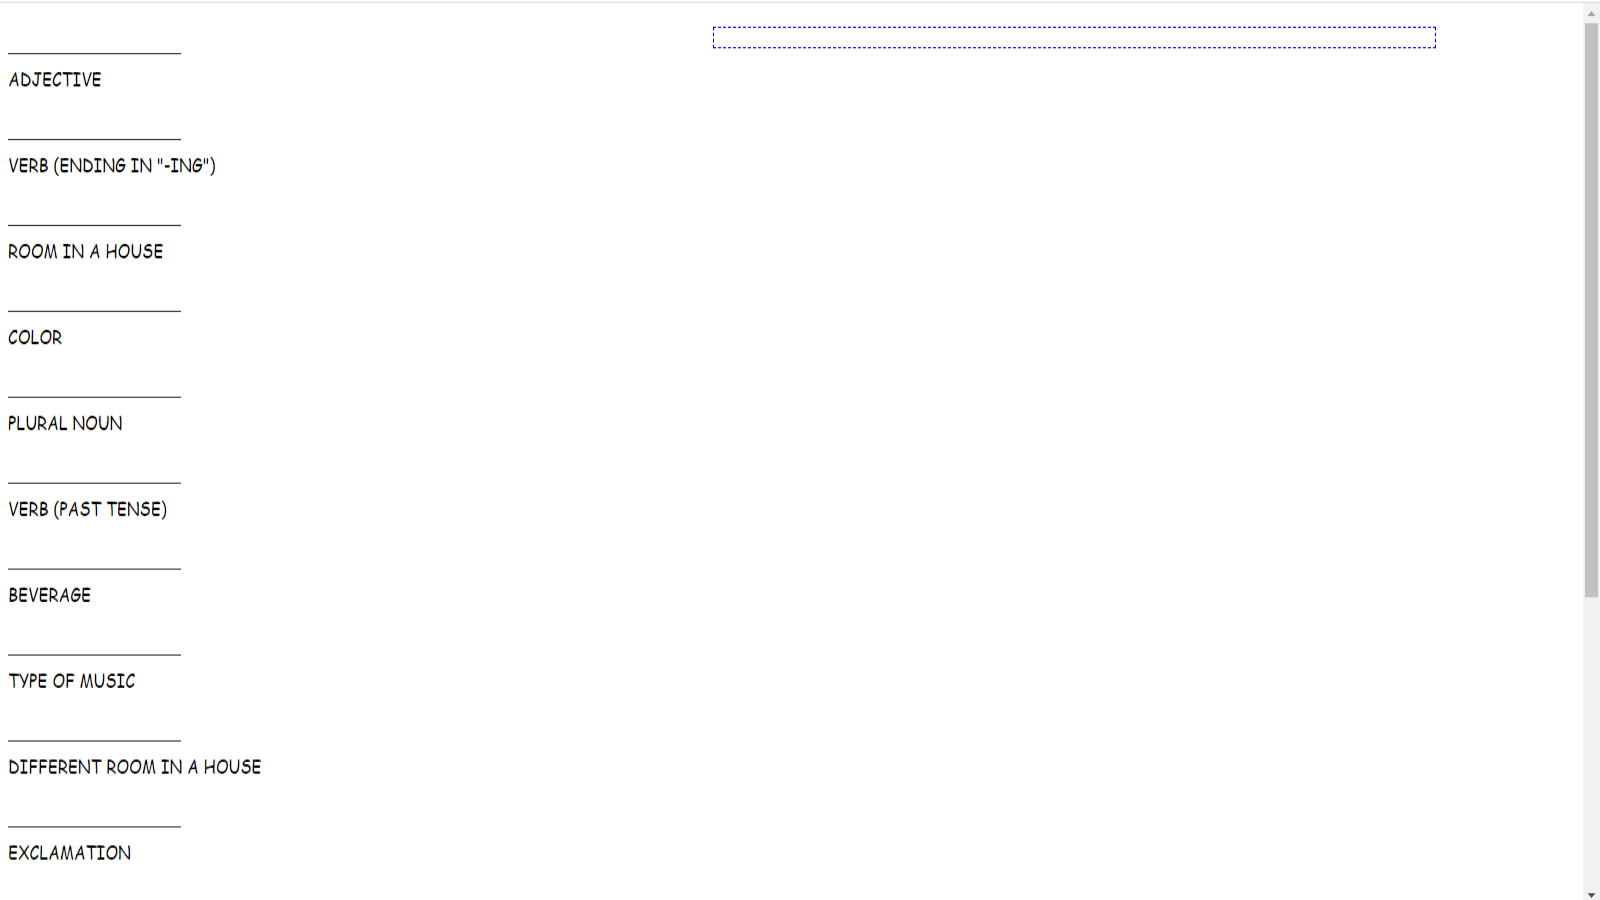 ADJECTIVE
VERB (ENDING IN "-ING")
ROOM IN A HOUSE
COLOR
PLURAL NOUN
VERB (PAST TENSE)
BEVERAGE
TYPE OF MUSIC
DIFFERENT ROOM IN A HOUSE
EXCLAMATION